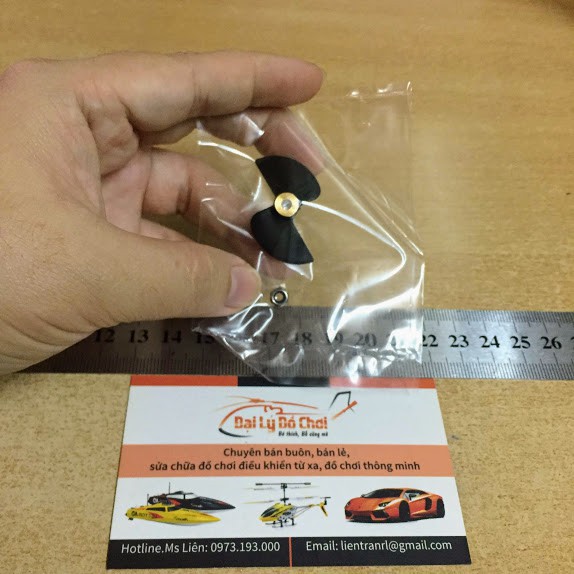 12 13 14 15 17 18 19 20 21 22 23 24 25 26
Đại Lý Đồ Chơi
Chuyên bán buôn, bán lẻ,
sửa chữa đồ chơi điều khiển từ xa, đồ chơi thông minh
Hotline.Ms Liên: 0973.193.000
Email: lientranrl@gmail.com